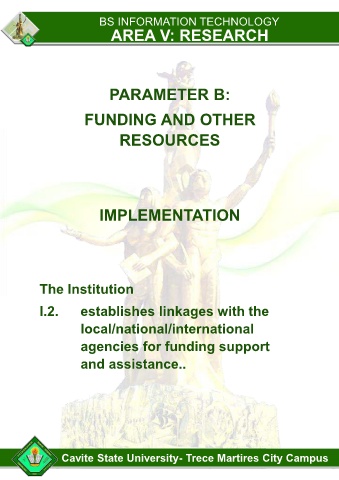 BS INFORMATION TECHNOLOGY
AREA V: RESEARCH
PARAMETER B:
FUNDING AND OTHER
RESOURCES
IMPLEMENTATION
The Institution
I.2. establishes linkages with the
local/national/international
agencies for funding support
and assistance..
Cavite State University- Trece Martires City Campus